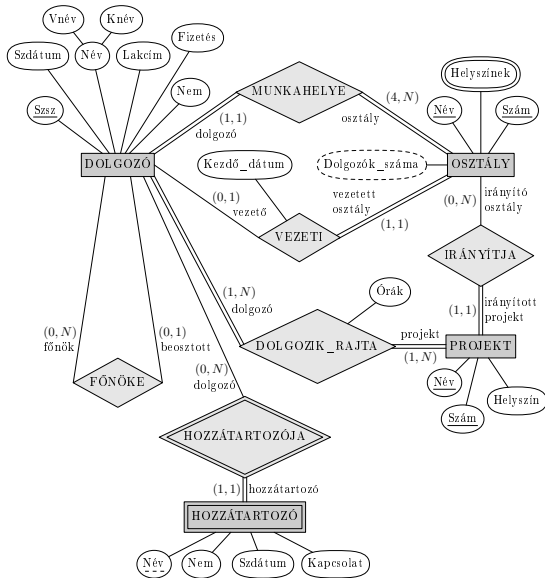 Vnév
Knév
Fizetés
Szdátum
Név
Lakcím
Helyszínek
Nem
MUNKAHELYE
(4, N)
Szsz
Név
Szám
(1, 1)
dolgozó
osztály
DOLGOZÓ
Kezdő_dátum
Dolgozók_száma
OSZTÁLY
(0, 1)
vezető
vezetett
osztály
(0, N)
irányító
osztály
(1, 1)
VEZETI
IRÁNYÍTJA
(1, N)
dolgozó
Órák
(1, 1)
irányított
projekt
(0, N)
főnök
(0, 1)
beosztott
DOLGOZIK_RAJTA
projekt
(1, N)
PROJEKT
(0, N)
dolgozó
FŐNÖKE
Név
Helyszín
Szám
HOZZÁTARTOZÓJA
(1, 1)
hozzátartozó
HOZZÁTARTOZÓ
Név
Nem
Szdátum
Kapcsolat